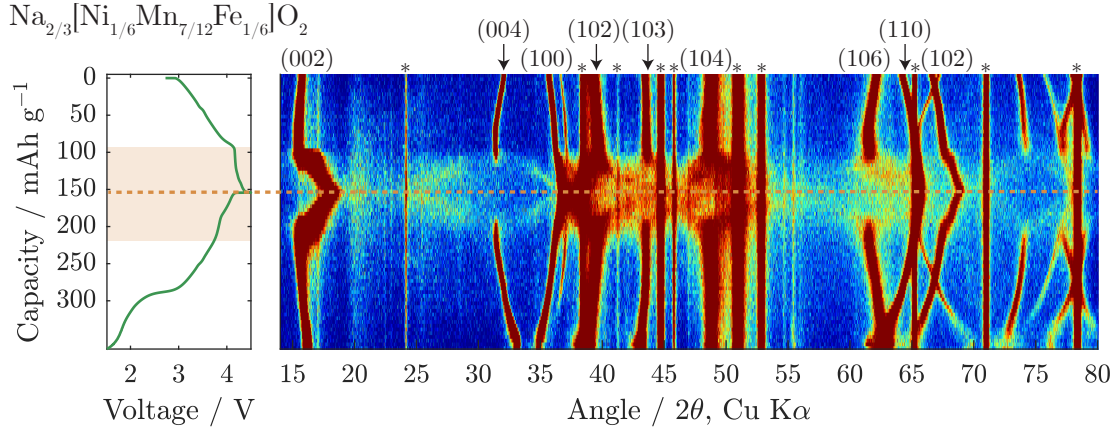 Na2/3[Ni1/6Mn7/12Fe1/6]O2
(004) (102) (103) (110)
(002) * (100) * * * * (104) * * (106) * (102) * *
0
50
100
150
200
250
300
Capacity / mAh g−1
2 3 4
Voltage / V
15 20 25 30 35 40 45 50 55 60 65 70 75 80
Angle / 2θ, Cu Kα